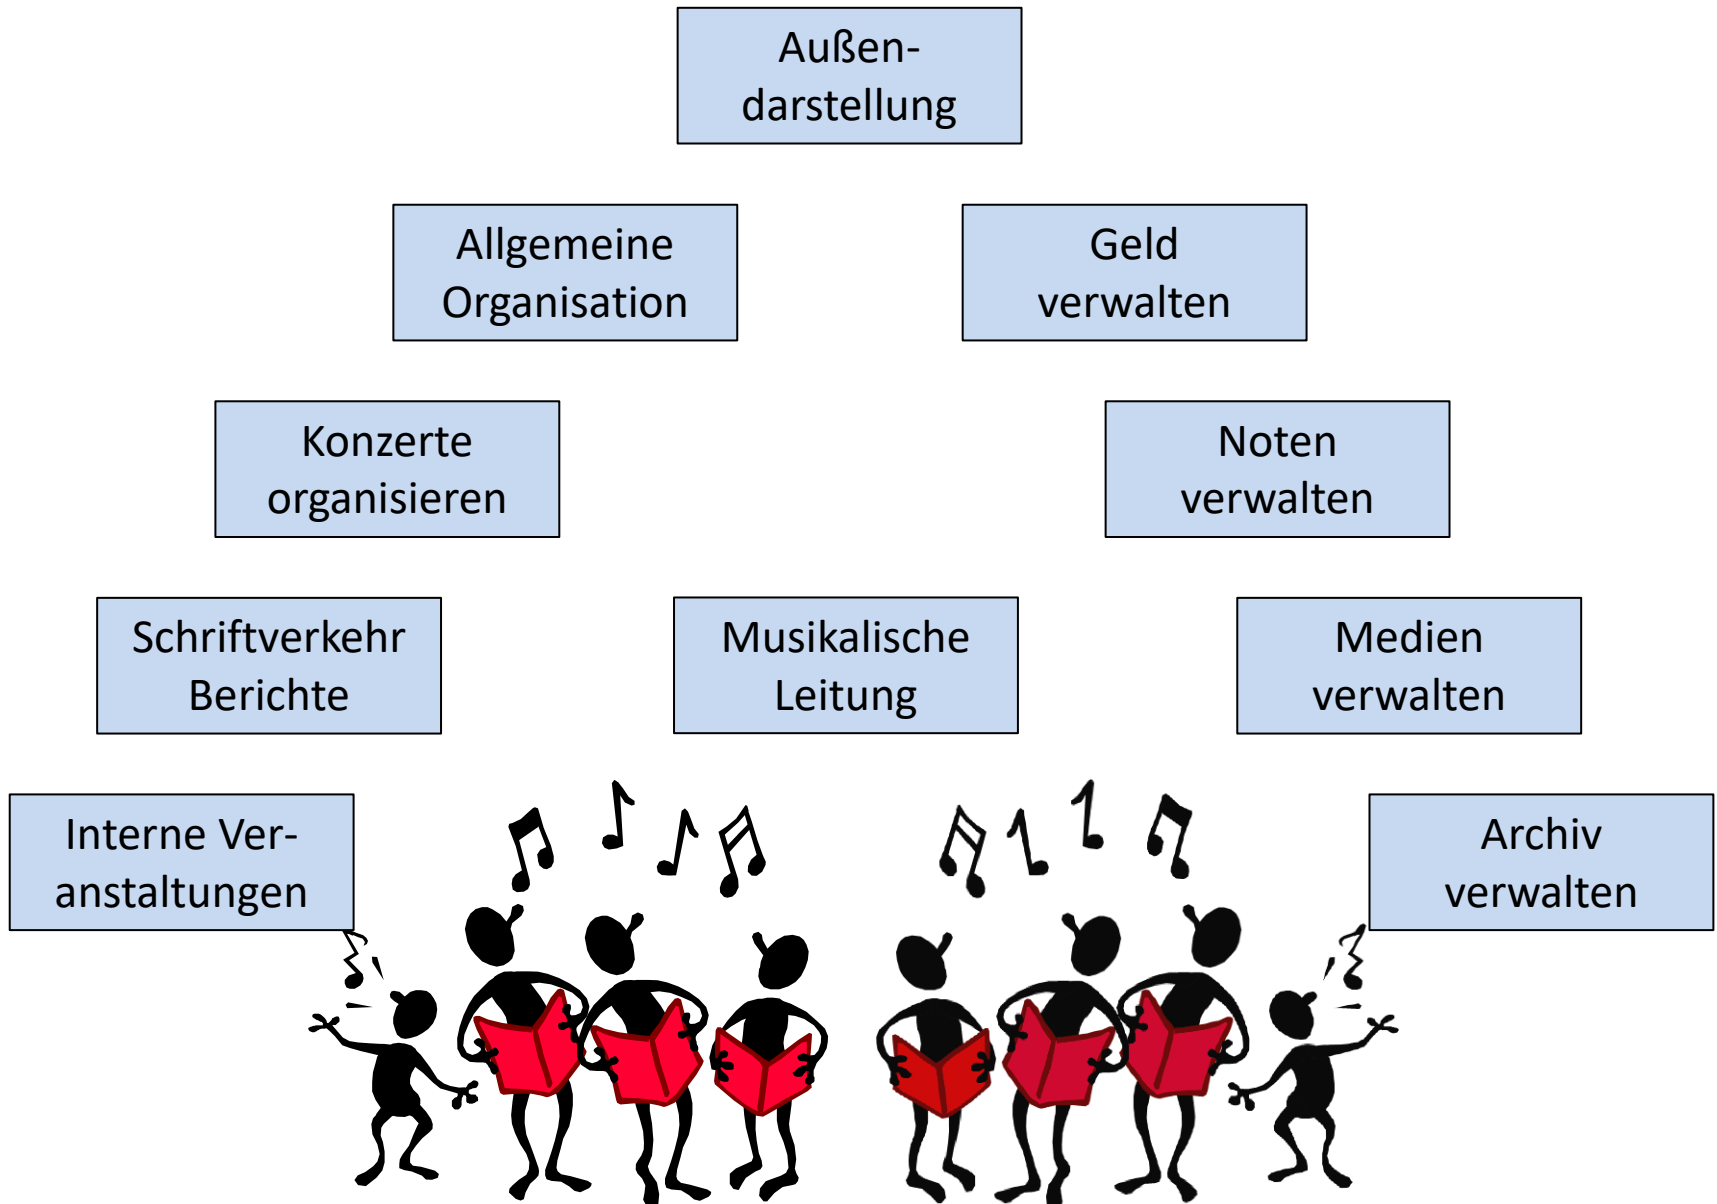 Außen-
darstellung
Allgemeine
Organisation
Geld
verwalten
Konzerte
organisieren
Noten
verwalten
Schriftverkehr
Berichte
Musikalische
Leitung
Medien
verwalten
Interne Ver-
anstaltungen
Archiv
verwalten